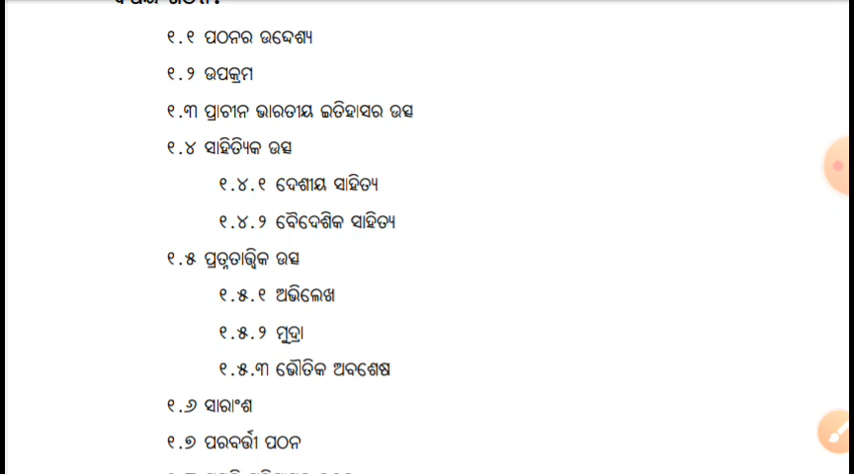 ୧.୧ ପଠନର ଉଦ୍ଦେଶ୍ୟ
୧.୨ ଉପକ୍ରମ
୧.୩ ପ୍ରାଚୀନ ଭାରତୀୟ ଇତିହାସର ଉତ୍ସ
୧.୪ ସାହିତ୍ୟିକ ଉତ୍ସ
୧.୪.୧ ଦେଶୀୟ ସାହିତ୍ୟ
୧.୪.୨ ବୈଦେଶିକ ସାହିତ୍ୟ
୧.୫ ପ୍ରତ୍ନତାତ୍ତ୍ୱିକ ଉତ୍ସ
୧.୫.୧ ଅଭିଲେଖ
୧.୫.୨ ମୁଦ୍ରା
୧.୫.୩ ଭୌତିକ ଅବଶେଷ
୧.୬ ସାରାଂଶ
୧.୭ ପରବର୍ତ୍ତୀ ପଠନ